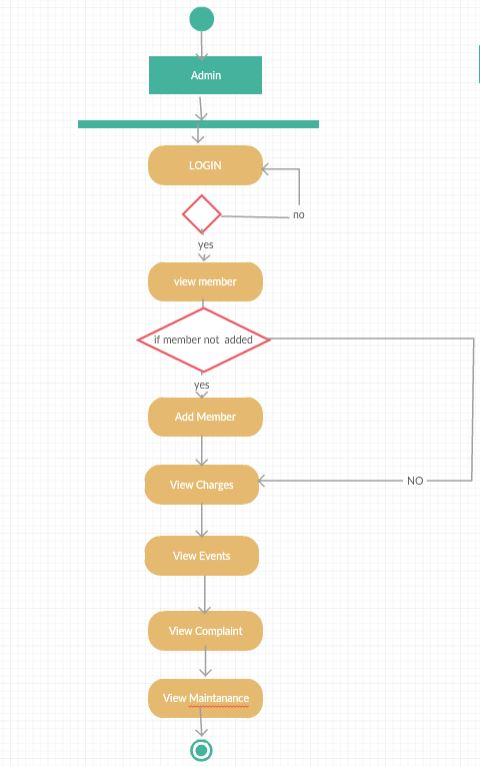 Admin
LOGIN
no
yes
view member
if member not added
yes
Add Member
View Charges
NO
View Events
View Complaint
View Maintanance